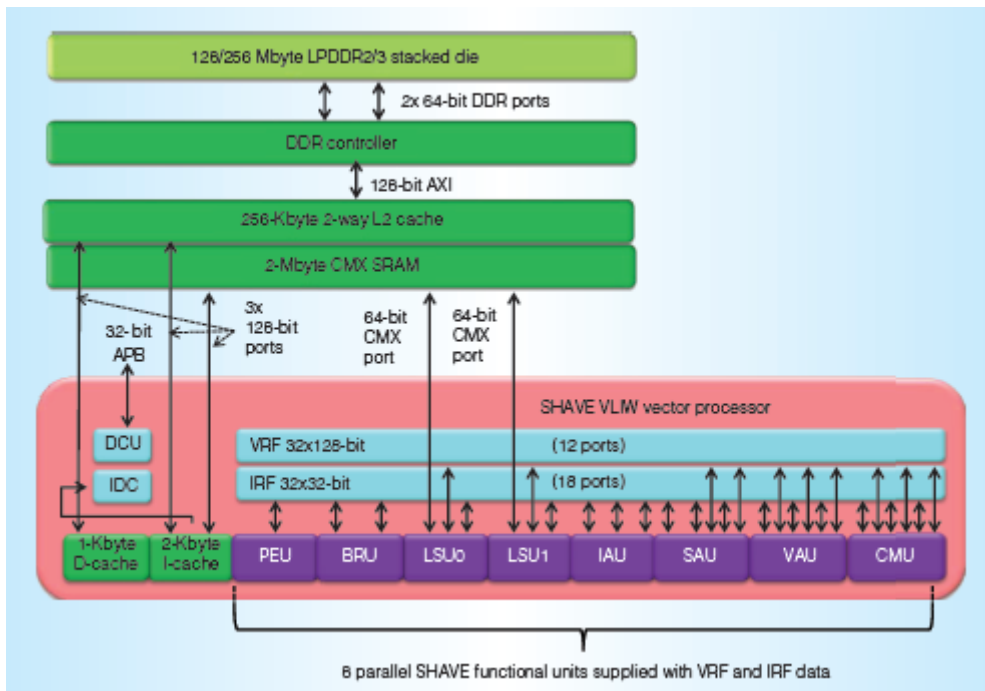 128/256 Mbyte LPDDR2/3 stacked die
2x 64-bit DDR ports
DDR controller
128-bit AXI
256-Kbyte 2-way L2 cache
2-Mbyte CMX SRAM
32-bit
APB
3x
128-bit
ports
64-bit
CMX
port
64-bit
CMX
port
SHAVE VLIW vector processor
DCU
VRF 32x128-bit
(12 ports)
IDC
IRF 32x32-bit
(18 ports)
1-Kbyte
D-cache
2-Kbyte
I-cache
PEU
BRU
LSU0
LSU1
IAU
SAU
VAU
CMU
8 parallel SHAVE functional units supplied with VRF and IRF data